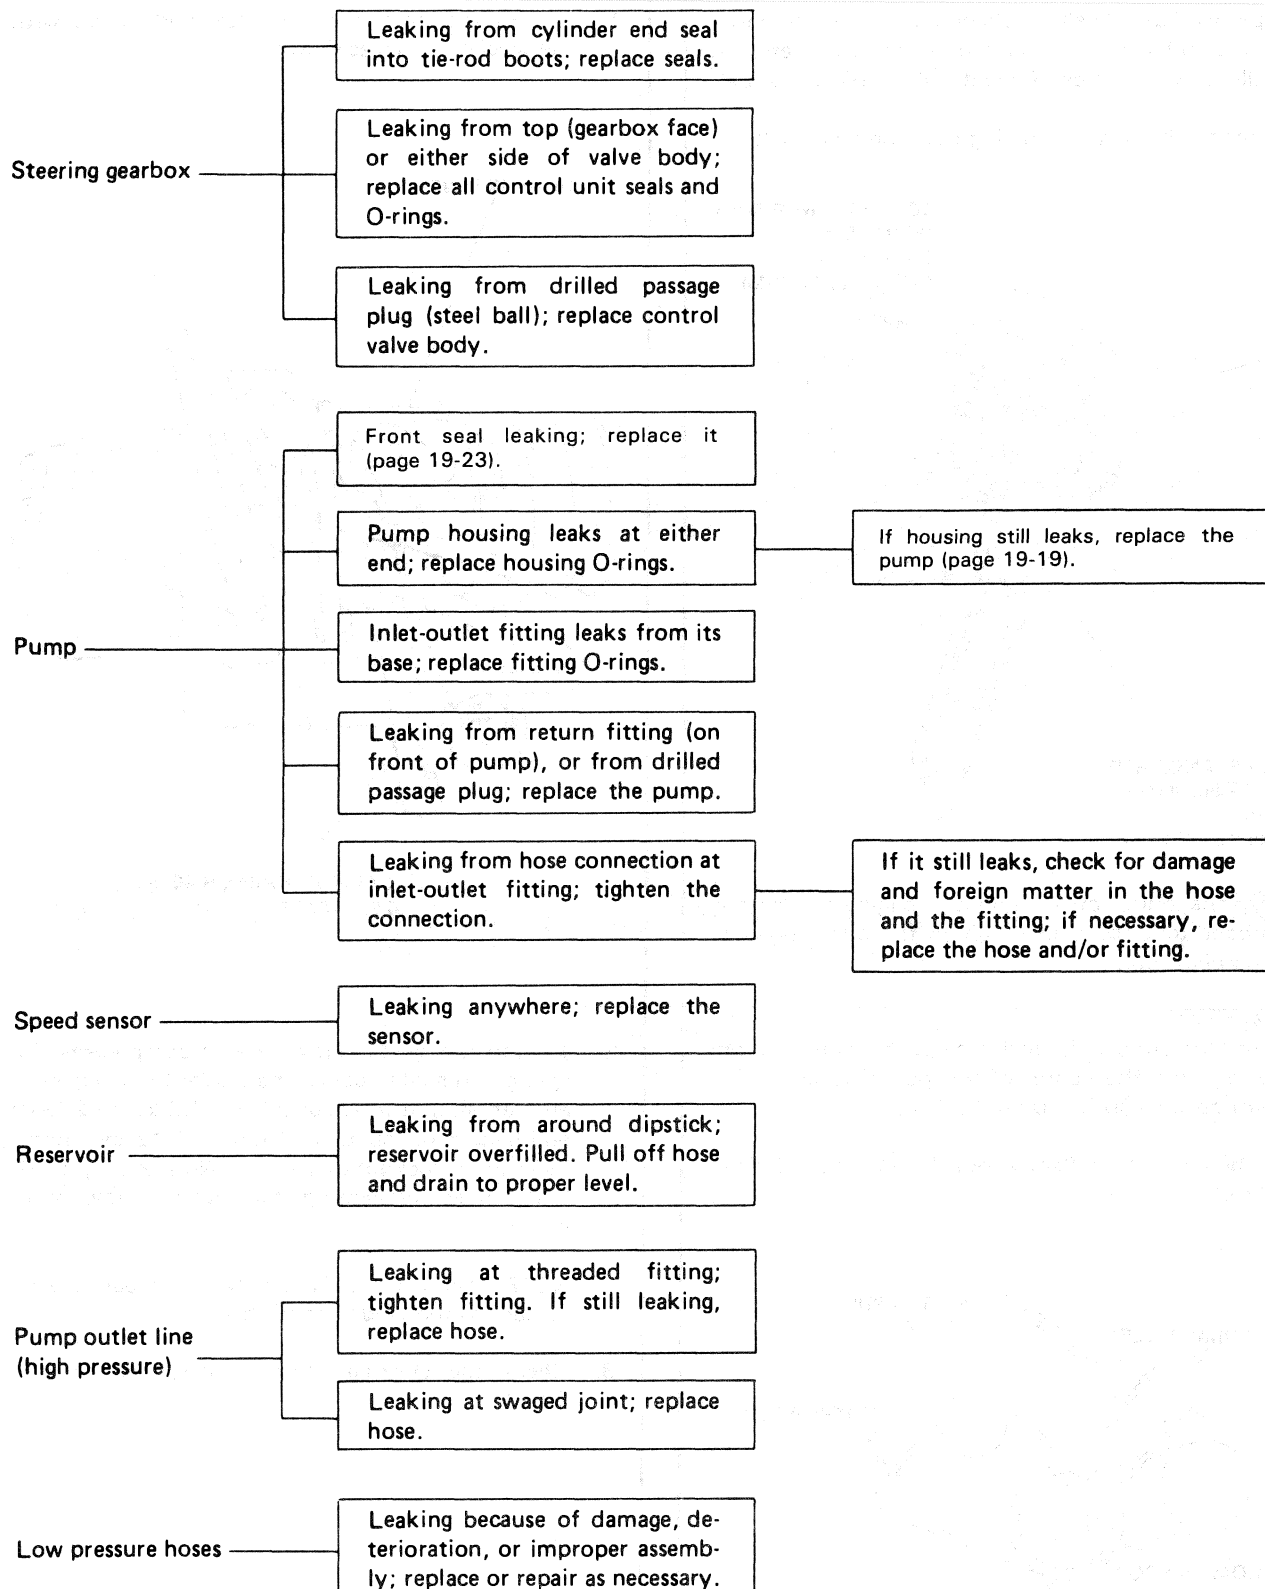 Leaking from cylinder end seal
into tie-rod boots; replace seals.
Steering gearbox
Leaking from top (gearbox face)
or either side of valve body;
replace all control unit seals and
O-rings.
Leaking from drilled passage
plug (steel ball); replace control
valve body.
Front seal leaking; replace it
(page 19-23).
Pump housing leaks at either
end; replace housing O-rings.
If housing still leaks, replace the
pump (page 19-19).
Pump
Inlet-outlet fitting leaks from its
base; replace fitting O-rings.
Leaking from return fitting (on
front of pump), or from drilled
passage plug; replace the pump.
Leaking from hose connection at
inlet-outlet fitting; tighten the
connection.
If it still leaks, check for damage
and foreign matter in the hose
and the fitting; if necessary, re-
place the hose and/or fitting.
Speed sensor
Leaking anywhere; replace the
sensor.
Reservoir
Leaking from around dipstick;
reservoir overfilled. Pull off hose
and drain to proper level.
Pump outlet line
(high pressure)
Leaking at threaded fitting;
tighten fitting. If still leaking,
replace hose.
Leaking at swaged joint; replace
hose.
Low pressure hoses
Leaking because of damage, de-
terioration, or improper assemb-
ly; replace or repair as necessary.